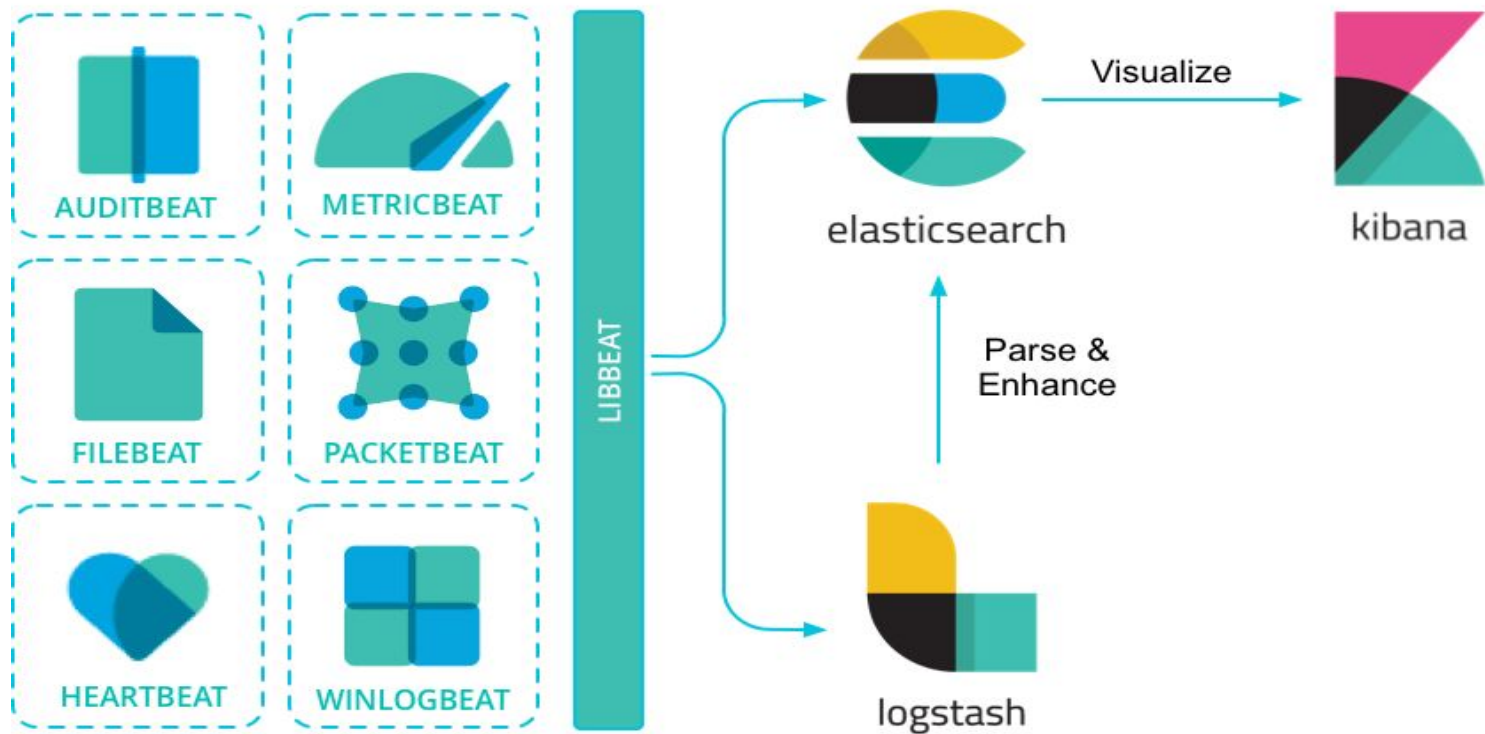 AUDITBEAT
METRICBEAT
FILEBEAT
PACKETBEAT
HEARTBEAT
WINLOGBEAT
LIBBEAT
elasticsearch
Visualize
kibana
Parse &
Enhance
logstash